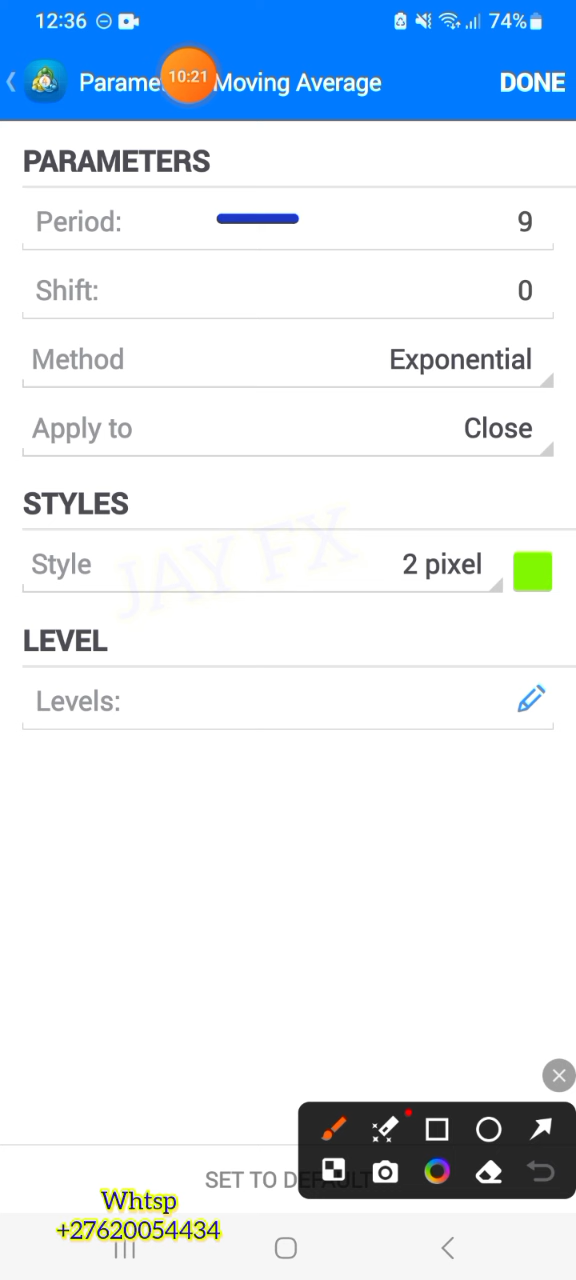 12:36 74%
Parame 10:21 Moving Average DONE
PARAMETERS
Period: 9
Shift: 0
Method Exponential
Apply to Close
STYLES
JAY FX
Style 2 pixel
LEVEL
Levels:
SET TO DEFAULT
Whtsp
+27620054434